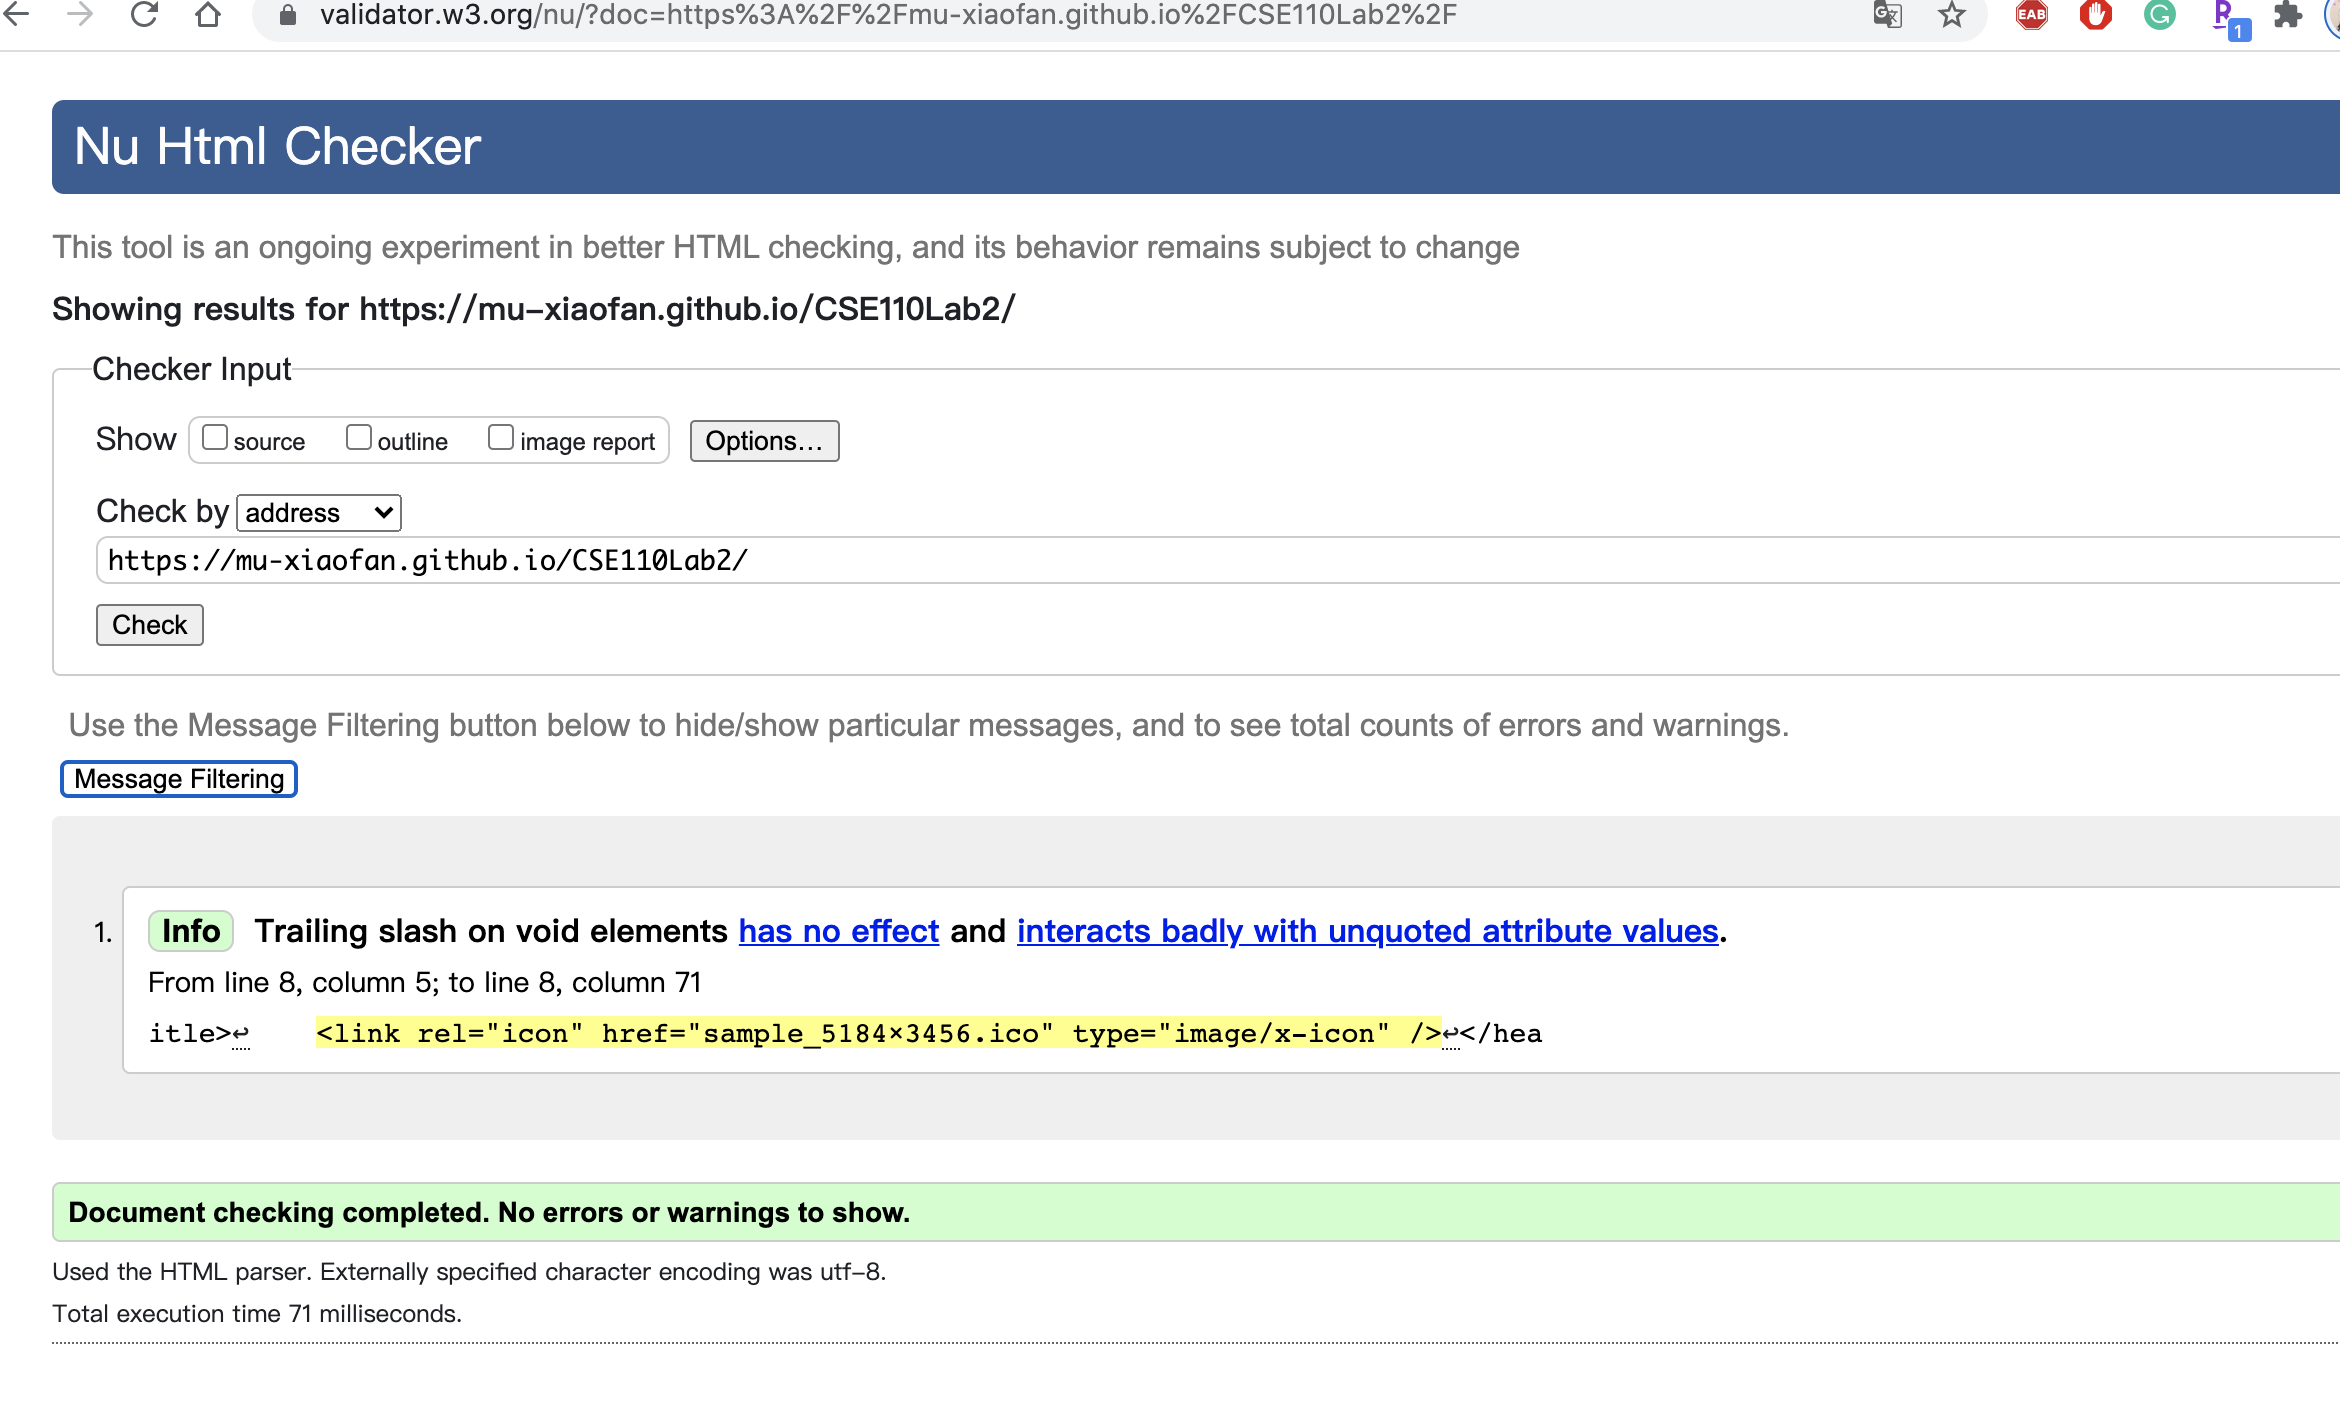 validator.w3.org/nu/?doc=https%3A%2F%2Fmu-xiaofan.github.io%2FCSE110Lab2%2F
EAB
1
Nu Html Checker
This tool is an ongoing experiment in better HTML checking, and its behavior remains subject to change
Showing results for https://mu-xiaofan.github.io/CSE110Lab2/
Checker Input
Show source outline image report Options...
Check by address
https://mu-xiaofan.github.io/CSE110Lab2/
Check
Use the Message Filtering button below to hide/show particular messages, and to see total counts of errors and warnings.
Message Filtering
1. Info Trailing slash on void elements has no effect and interacts badly with unquoted attribute values.
From line 8, column 5; to line 8, column 71
itle>↩ <link rel="icon" href="sample_5184×3456.ico" type="image/x-icon" />↩</hea
Document checking completed. No errors or warnings to show.
Used the HTML parser. Externally specified character encoding was utf-8.
Total execution time 71 milliseconds.